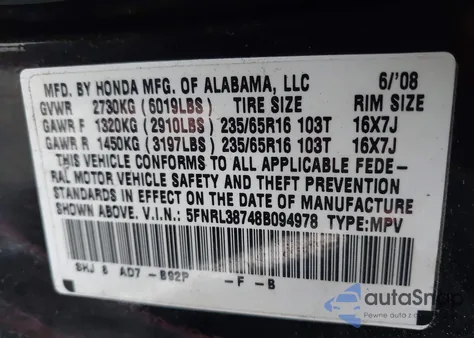 MFD. BY HONDA MFG. OF ALABAMA, LLC 6/'08
GVWR 2730KG (6019LBS) TIRE SIZE RIM SIZE
GAWR F 1320KG (2910LBS) 235/65R16 103T 16X7J
GAWR R 1450KG (3197LBS) 235/65R16 103T 16X7J
THIS VEHICLE CONFORMS TO ALL APPLICABLE FEDE-
RAL MOTOR VEHICLE SAFETY AND THEFT PREVENTION
STANDARDS IN EFFECT ON THE DATE OF MANUFACTURE
SHOWN ABOVE. V.I.N.: 5FNRL38748B094978 TYPE:MPV
SHJ 8 AD7 -B92P -F -B
autaSnap
Pewne auto z